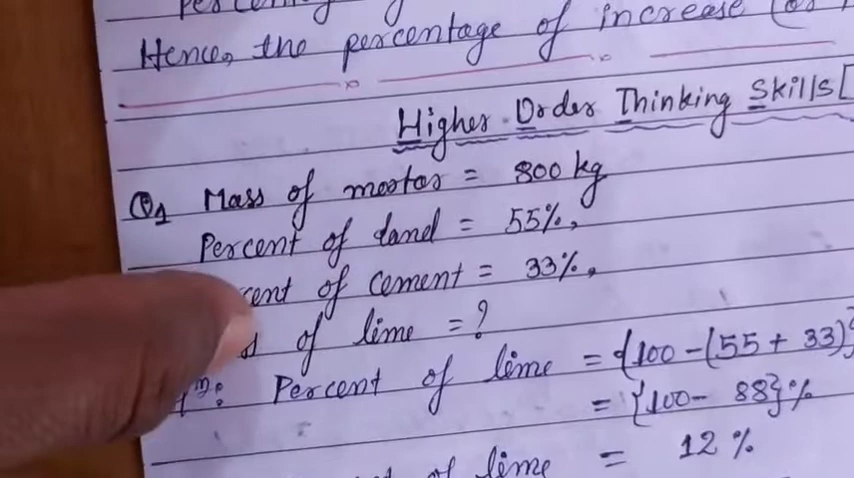 Hence, the percentage of increase
Higher Order Thinking Skills [
Q1 Mass of mortar = 800 kg
Percent of sand = 55%,
cent of cement = 33%,
of lime = ?
Percent of lime = {100 - (55 + 33)}
= {100 - 88}%
of lime = 12%